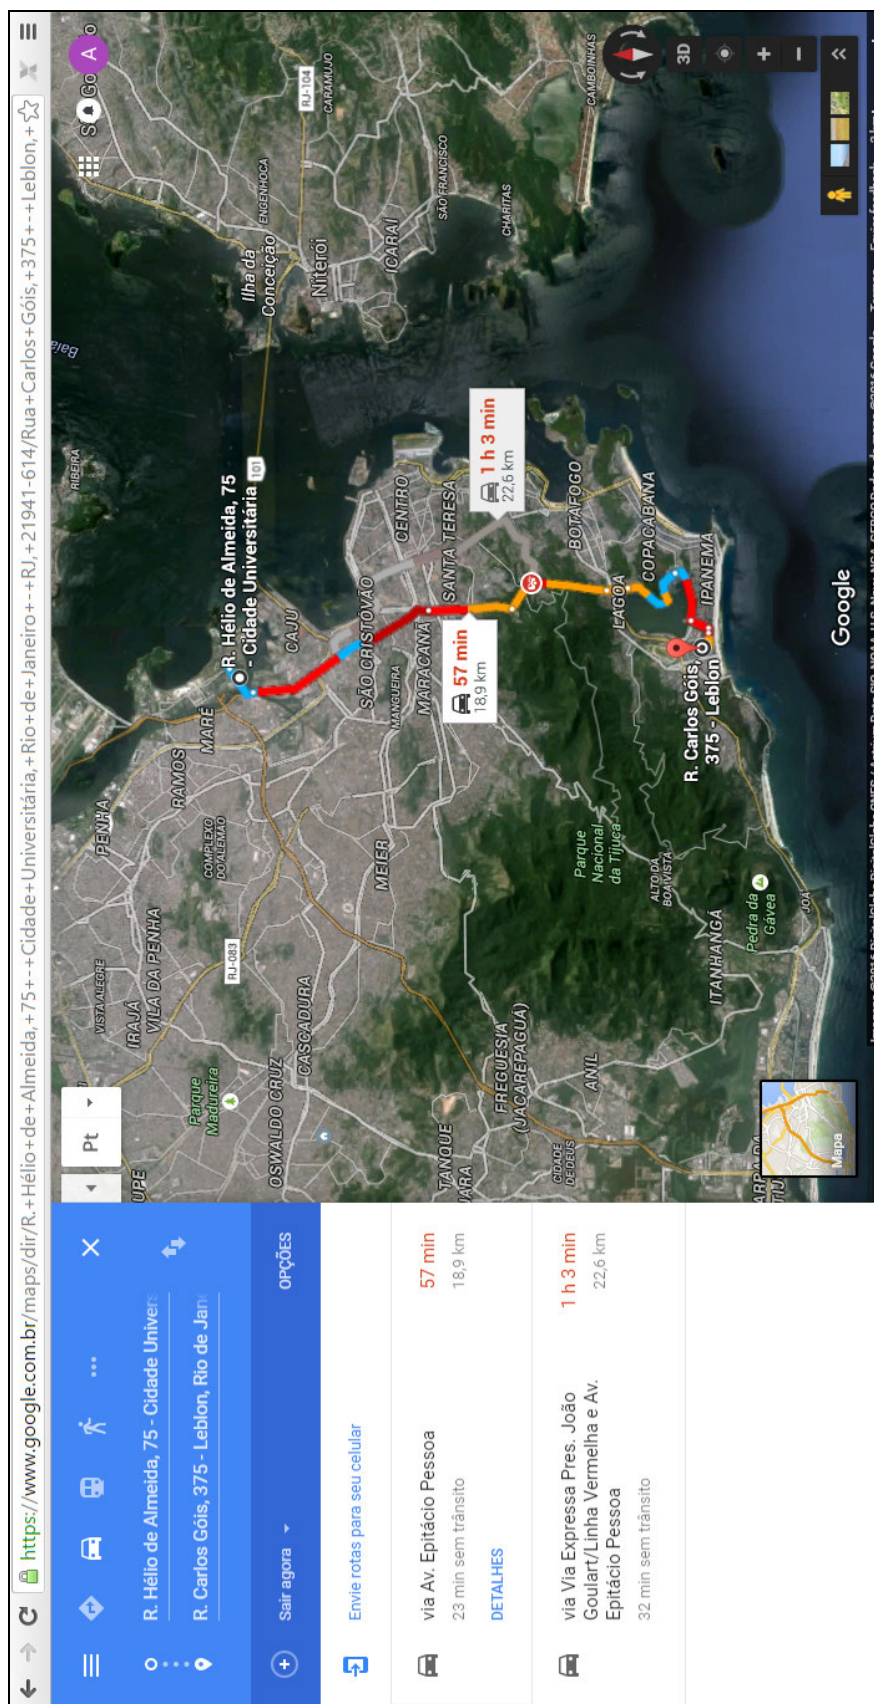 https://www.google.com.br/maps/dir/R.+Hélio+de+Almeida,+75+-+Cidade+Universitária,+Rio+de+Janeiro+-+RJ,+21941-614/Rua+Carlos+Góis,+375+-+Leblon,+
R. Hélio de Almeida, 75 - Cidade Univers
R. Carlos Góis, 375 - Leblon, Rio de Jane
Sair agora
OPÇÕES
Envie rotas para seu celular
via Av. Epitácio Pessoa
57 min
23 min sem trânsito
18,9 km
DETALHES
via Via Expressa Pres. João
1 h 3 min
Goulart/Linha Vermelha e Av.
22,6 km
Epitácio Pessoa
32 min sem trânsito
Pt
A
UPE
VISTA ALEGRE
IRAJÁ
VILA DA PENHA
PENHA
RAMOS
MARÉ
COMPLEXO
DO ALEMÃO
RJ-083
Parque
Madureira
OSWALDO CRUZ
CASCADURA
MEIER
CAJU
R. Hélio de Almeida, 75
- Cidade Universitária
101
RIBEIRA
Baía
Ilha da
Conceição
ENGENHOCA
RJ-104
CARAMUJO
Niterói
ICARAÍ
SÃO FRANCISCO
CHARITAS
CAMBOINHAS
SÃO CRISTÓVÃO
MANGUEIRA
MARACANÃ
CENTRO
SANTA TERESA
57 min
18,9 km
1 h 3 min
22,6 km
BOTAFOGO
LAGOA
COPACABANA
IPANEMA
R. Carlos Góis,
375 - Leblon
TANQUE
FREGUESIA
(JACAREPAGUÁ)
CIDADE
DE DEUS
ANIL
Parque
Nacional
da Tijuca
ALTO DA
BOA VISTA
ITANHANGÁ
Pedra da
Gávea
JOÁ
Mapa
Google
3D